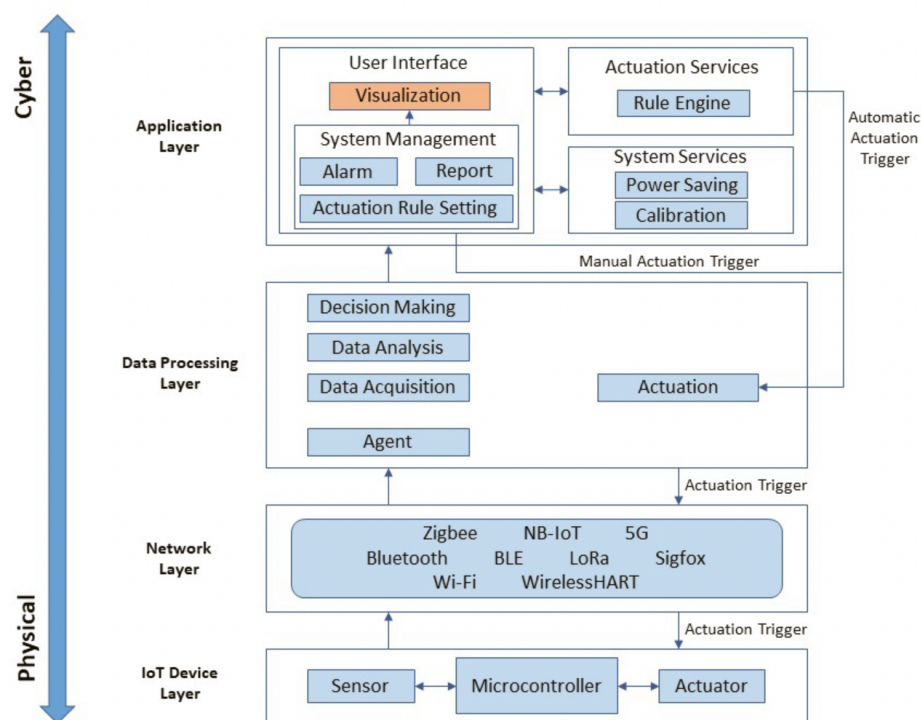 Cyber
Physical
Application
Layer
User Interface
Visualization
System Management
Alarm
Report
Actuation Rule Setting
Actuation Services
Rule Engine
System Services
Power Saving
Calibration
Automatic
Actuation
Trigger
Manual Actuation Trigger
Data Processing
Layer
Decision Making
Data Analysis
Data Acquisition
Agent
Actuation
Actuation Trigger
Network
Layer
Zigbee NB-IoT 5G
Bluetooth BLE LoRa Sigfox
Wi-Fi WirelessHART
Actuation Trigger
IoT Device
Layer
Sensor
Microcontroller
Actuator